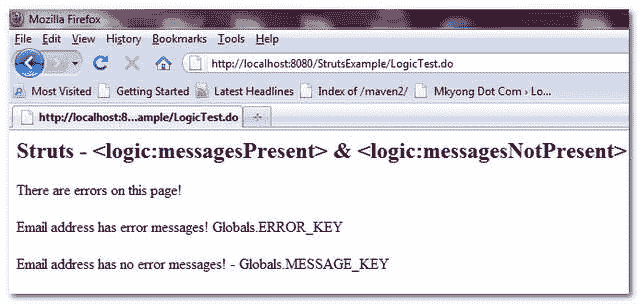 Mozilla Firefox
File Edit View History Bookmarks Tools Help
http://localhost:8080/StrutsExample/LogicTest.do
Most Visited Getting Started Latest Headlines Index of /maven2/ Mkyong Dot Com › Lo...
http://localhost:8...ample/LogicTest.do
Struts - <logic:messagesPresent> & <logic:messagesNotPresent>
There are errors on this page!
Email address has error messages! Globals.ERROR_KEY
Email address has no error messages! - Globals.MESSAGE_KEY